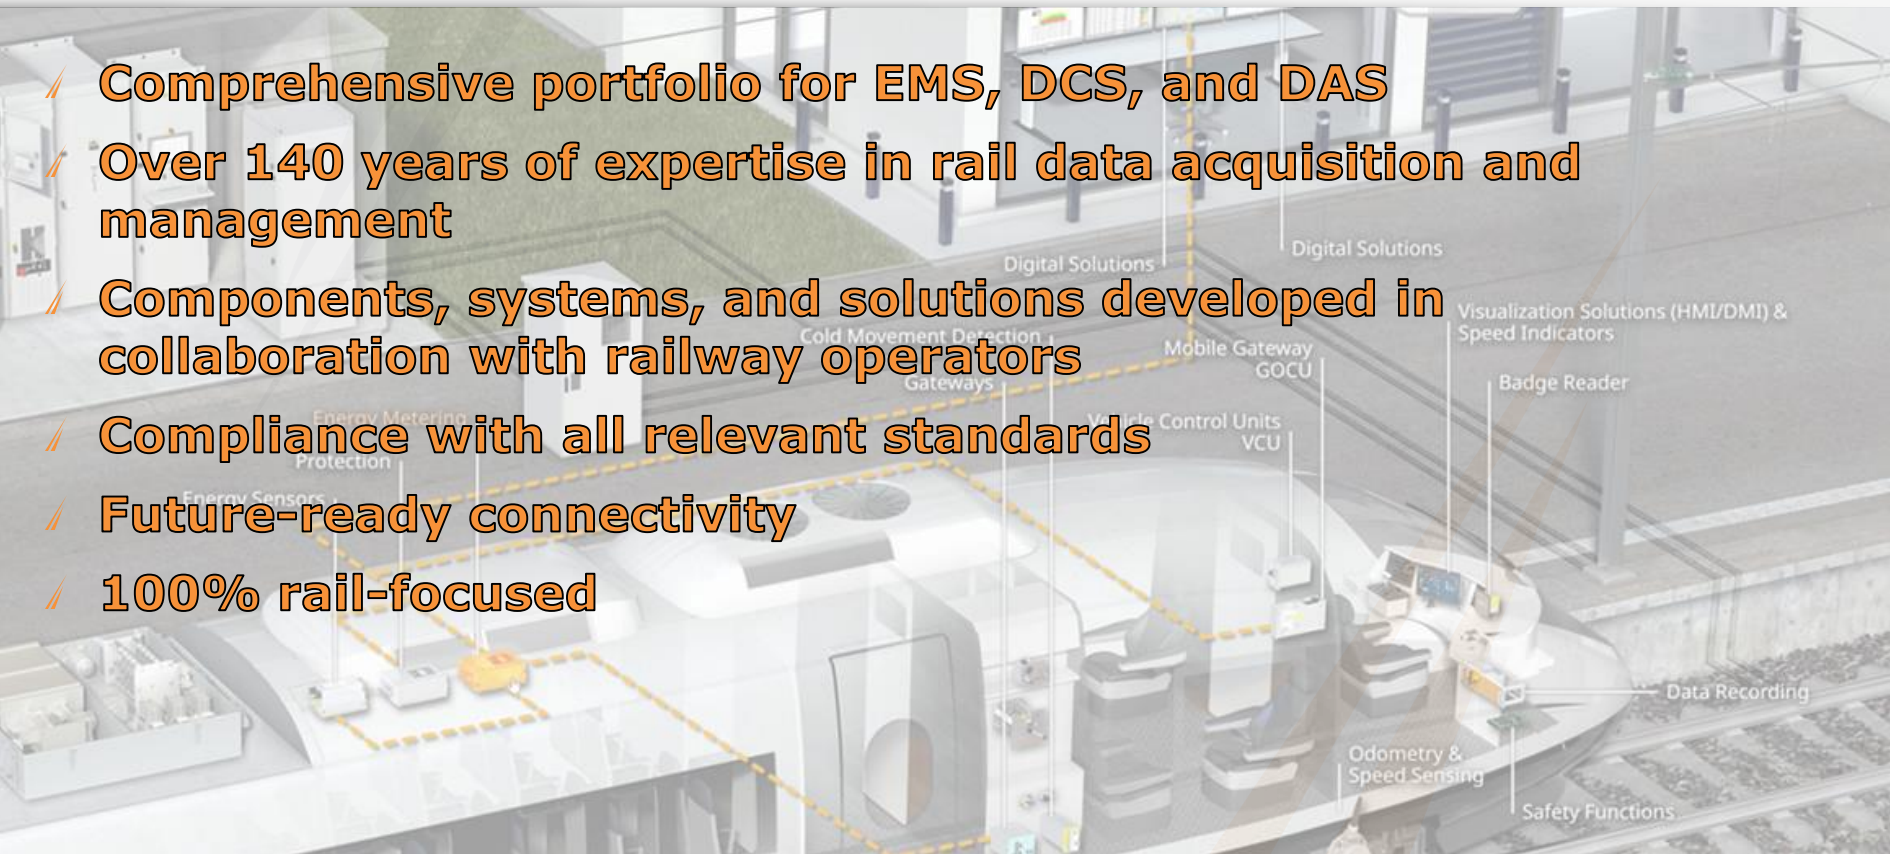 Comprehensive portfolio for EMS, DCS, and DAS
Over 140 years of expertise in rail data acquisition and
management
Components, systems, and solutions developed in
collaboration with railway operators
Compliance with all relevant standards
Future-ready connectivity
100% rail-focused
Digital Solutions
Digital Solutions
Visualization Solutions (HMI/DMI) &
Speed Indicators
Cold Movement Detection
Mobile Gateway
GOCU
Gateways
Badge Reader
Energy Metering
Vehicle Control Units
VCU
Protection
Energy Sensors
Data Recording
Odometry &
Speed Sensing
Safety Functions